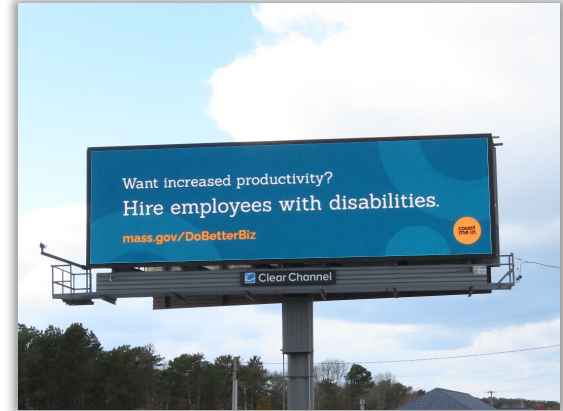 Want increased productivity?
Hire employees with disabilities.
mass.gov/DoBetterBiz
count
me in
Clear Channel